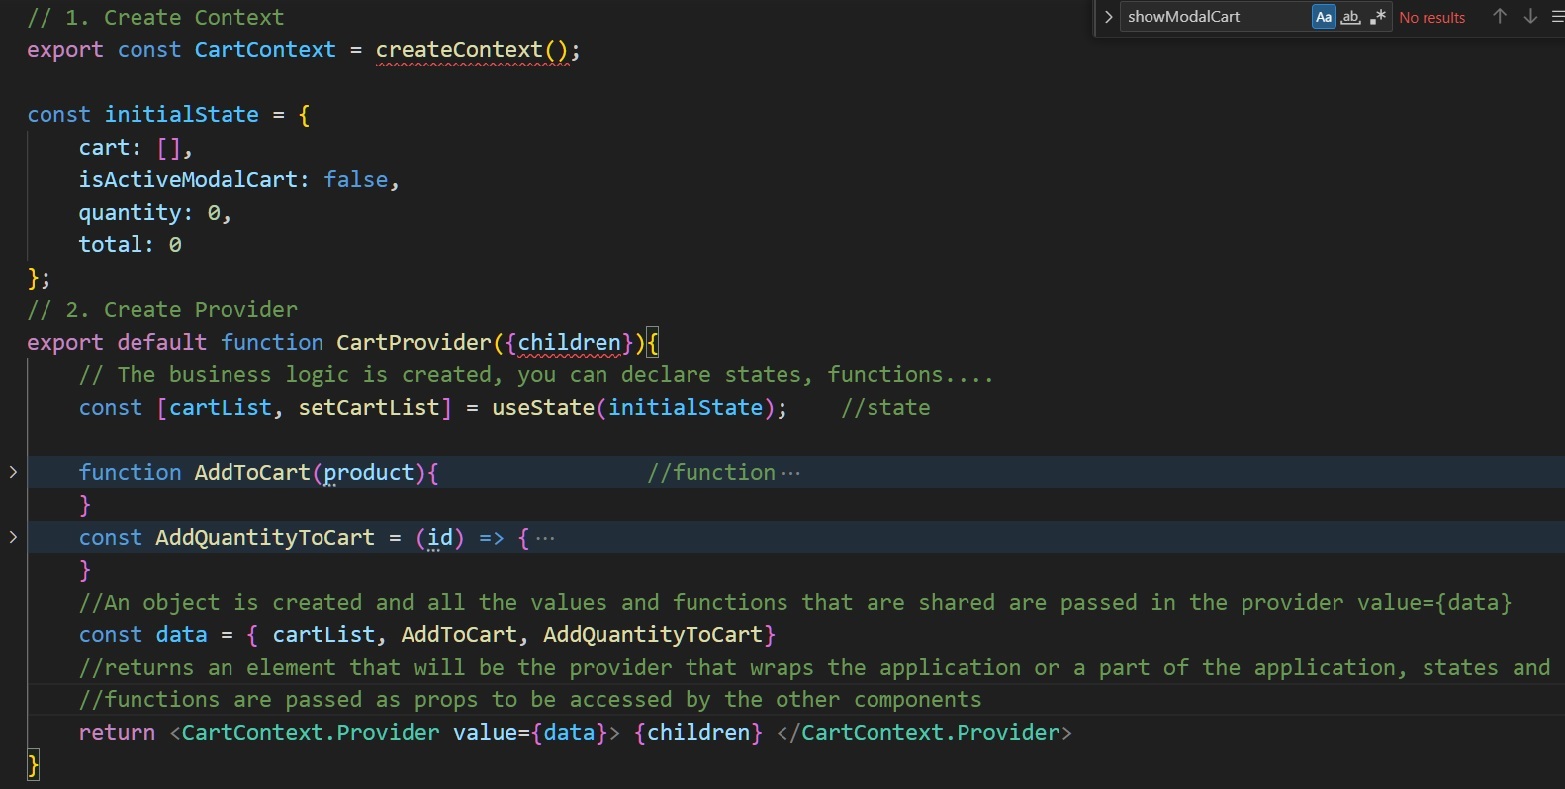 // 1. Create Context
export const CartContext = createContext();
const initialState = {
    cart: [],
    isActiveModalCart: false,
    quantity: 0,
    total: 0
};
// 2. Create Provider
export default function CartProvider({children}){
    // The business logic is created, you can declare states, functions....
    const [cartList, setCartList] = useState(initialState);    //state
    function AddToCart(product){                //function···
    }
    const AddQuantityToCart = (id) => {···
    }
    //An object is created and all the values and functions that are shared are passed in the provider value={data}
    const data = { cartList, AddToCart, AddQuantityToCart}
    //returns an element that will be the provider that wraps the application or a part of the application, states and
    //functions are passed as props to be accessed by the other components
    return <CartContext.Provider value={data}> {children} </CartContext.Provider>
}
showModalCart Aa ab .* No results